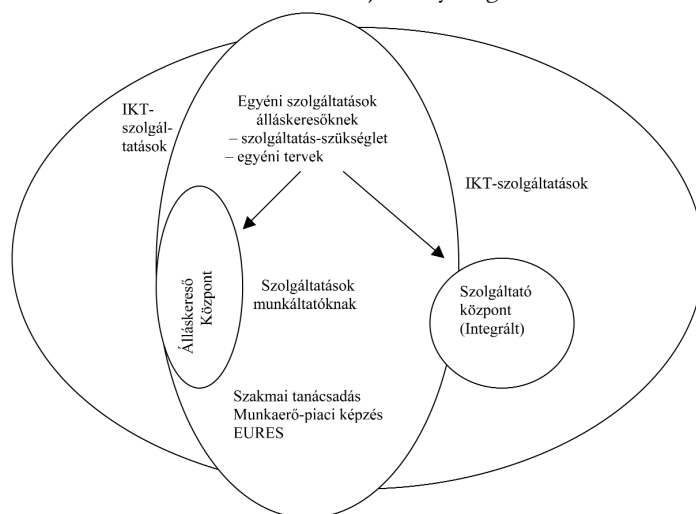 IKT-
szolgál-
tatások
Egyéni szolgáltatások
álláskeresőknek
– szolgáltatás-szükséglet
– egyéni tervek
IKT-szolgáltatások
Álláskereső
Központ
Szolgáltatások
munkáltatóknak
Szolgáltató
központ
(Integrált)
Szakmai tanácsadás
Munkaerő-piaci képzés
EURES